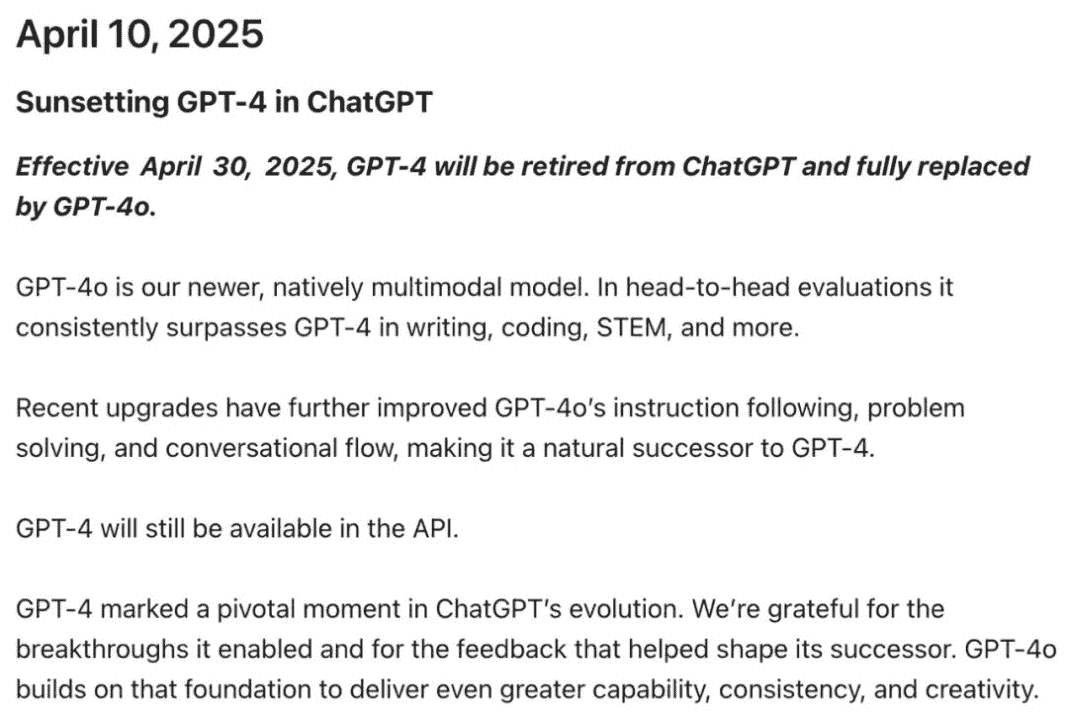 April 10, 2025
Sunsetting GPT-4 in ChatGPT
Effective April 30, 2025, GPT-4 will be retired from ChatGPT and fully replaced
by GPT-4o.
GPT-4o is our newer, natively multimodal model. In head-to-head evaluations it
consistently surpasses GPT-4 in writing, coding, STEM, and more.
Recent upgrades have further improved GPT-4o's instruction following, problem
solving, and conversational flow, making it a natural successor to GPT-4.
GPT-4 will still be available in the API.
GPT-4 marked a pivotal moment in ChatGPT's evolution. We're grateful for the
breakthroughs it enabled and for the feedback that helped shape its successor. GPT-4o
builds on that foundation to deliver even greater capability, consistency, and creativity.